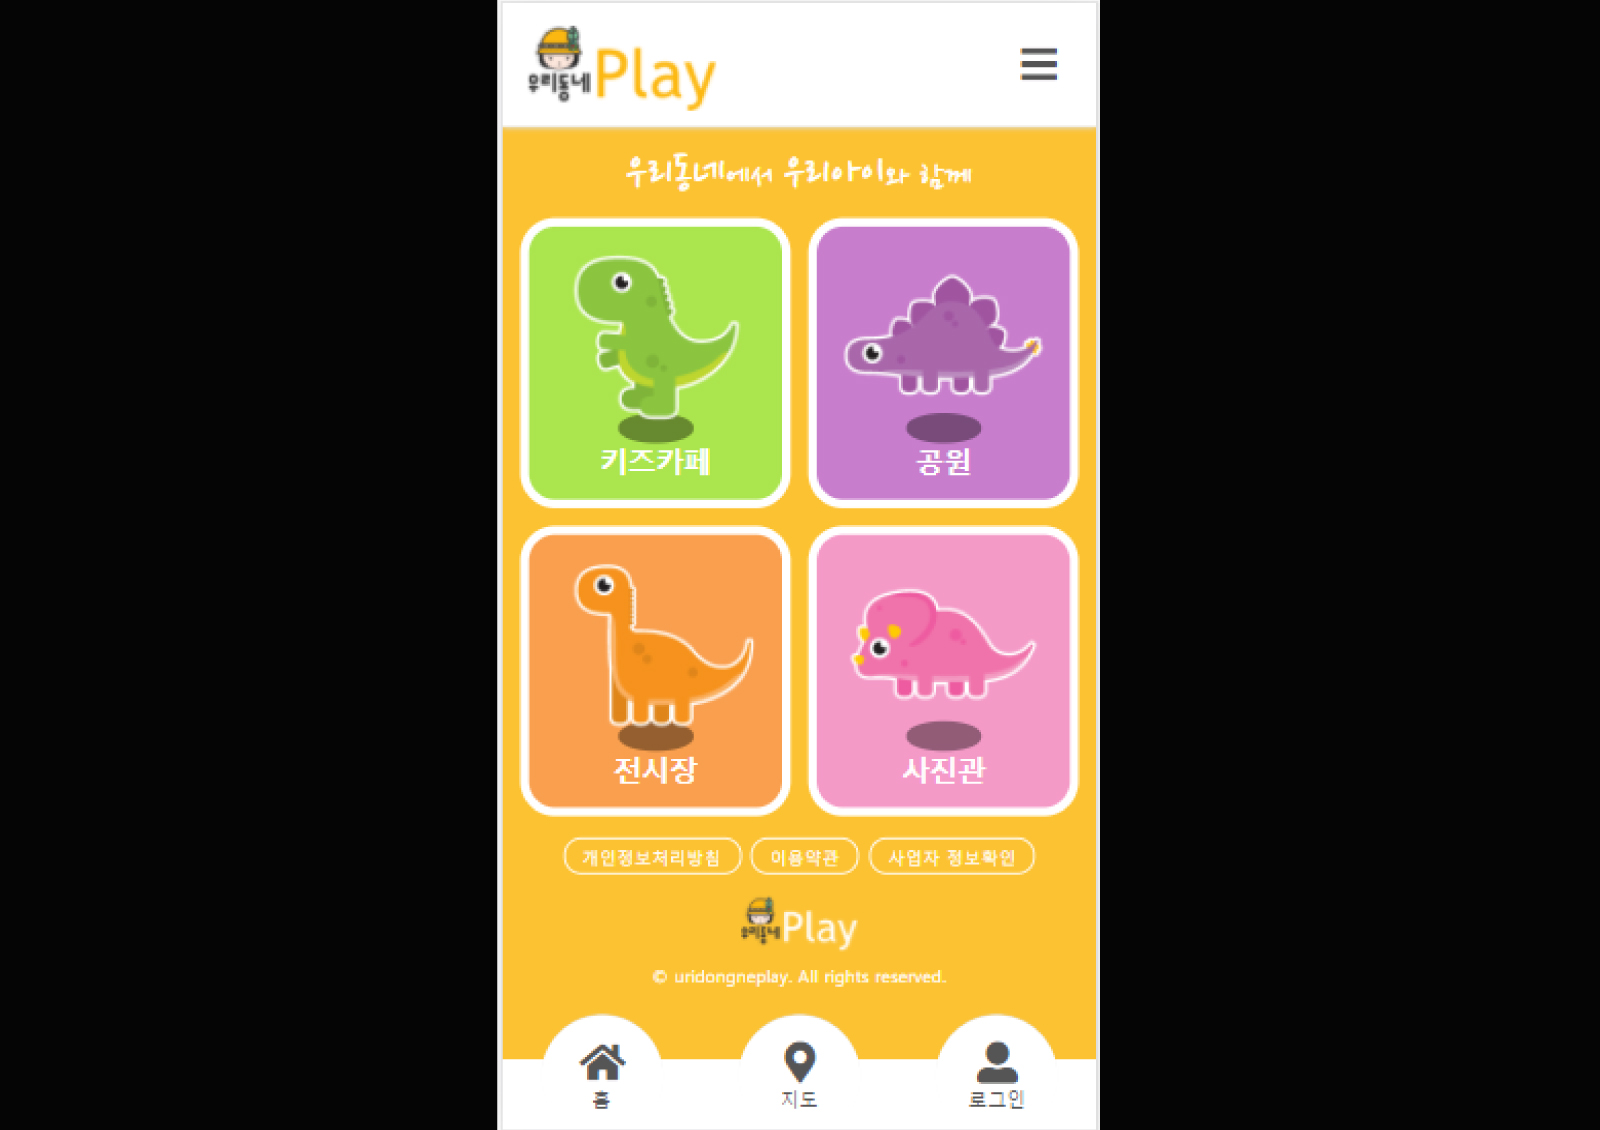 우리동네 Play
우리동네에서 우리아이와 함께
키즈카페
공원
전시장
사진관
개인정보처리방침
이용약관
사업자 정보확인
우리동네 Play
© uridongneplay. All rights reserved.
홈
지도
로그인